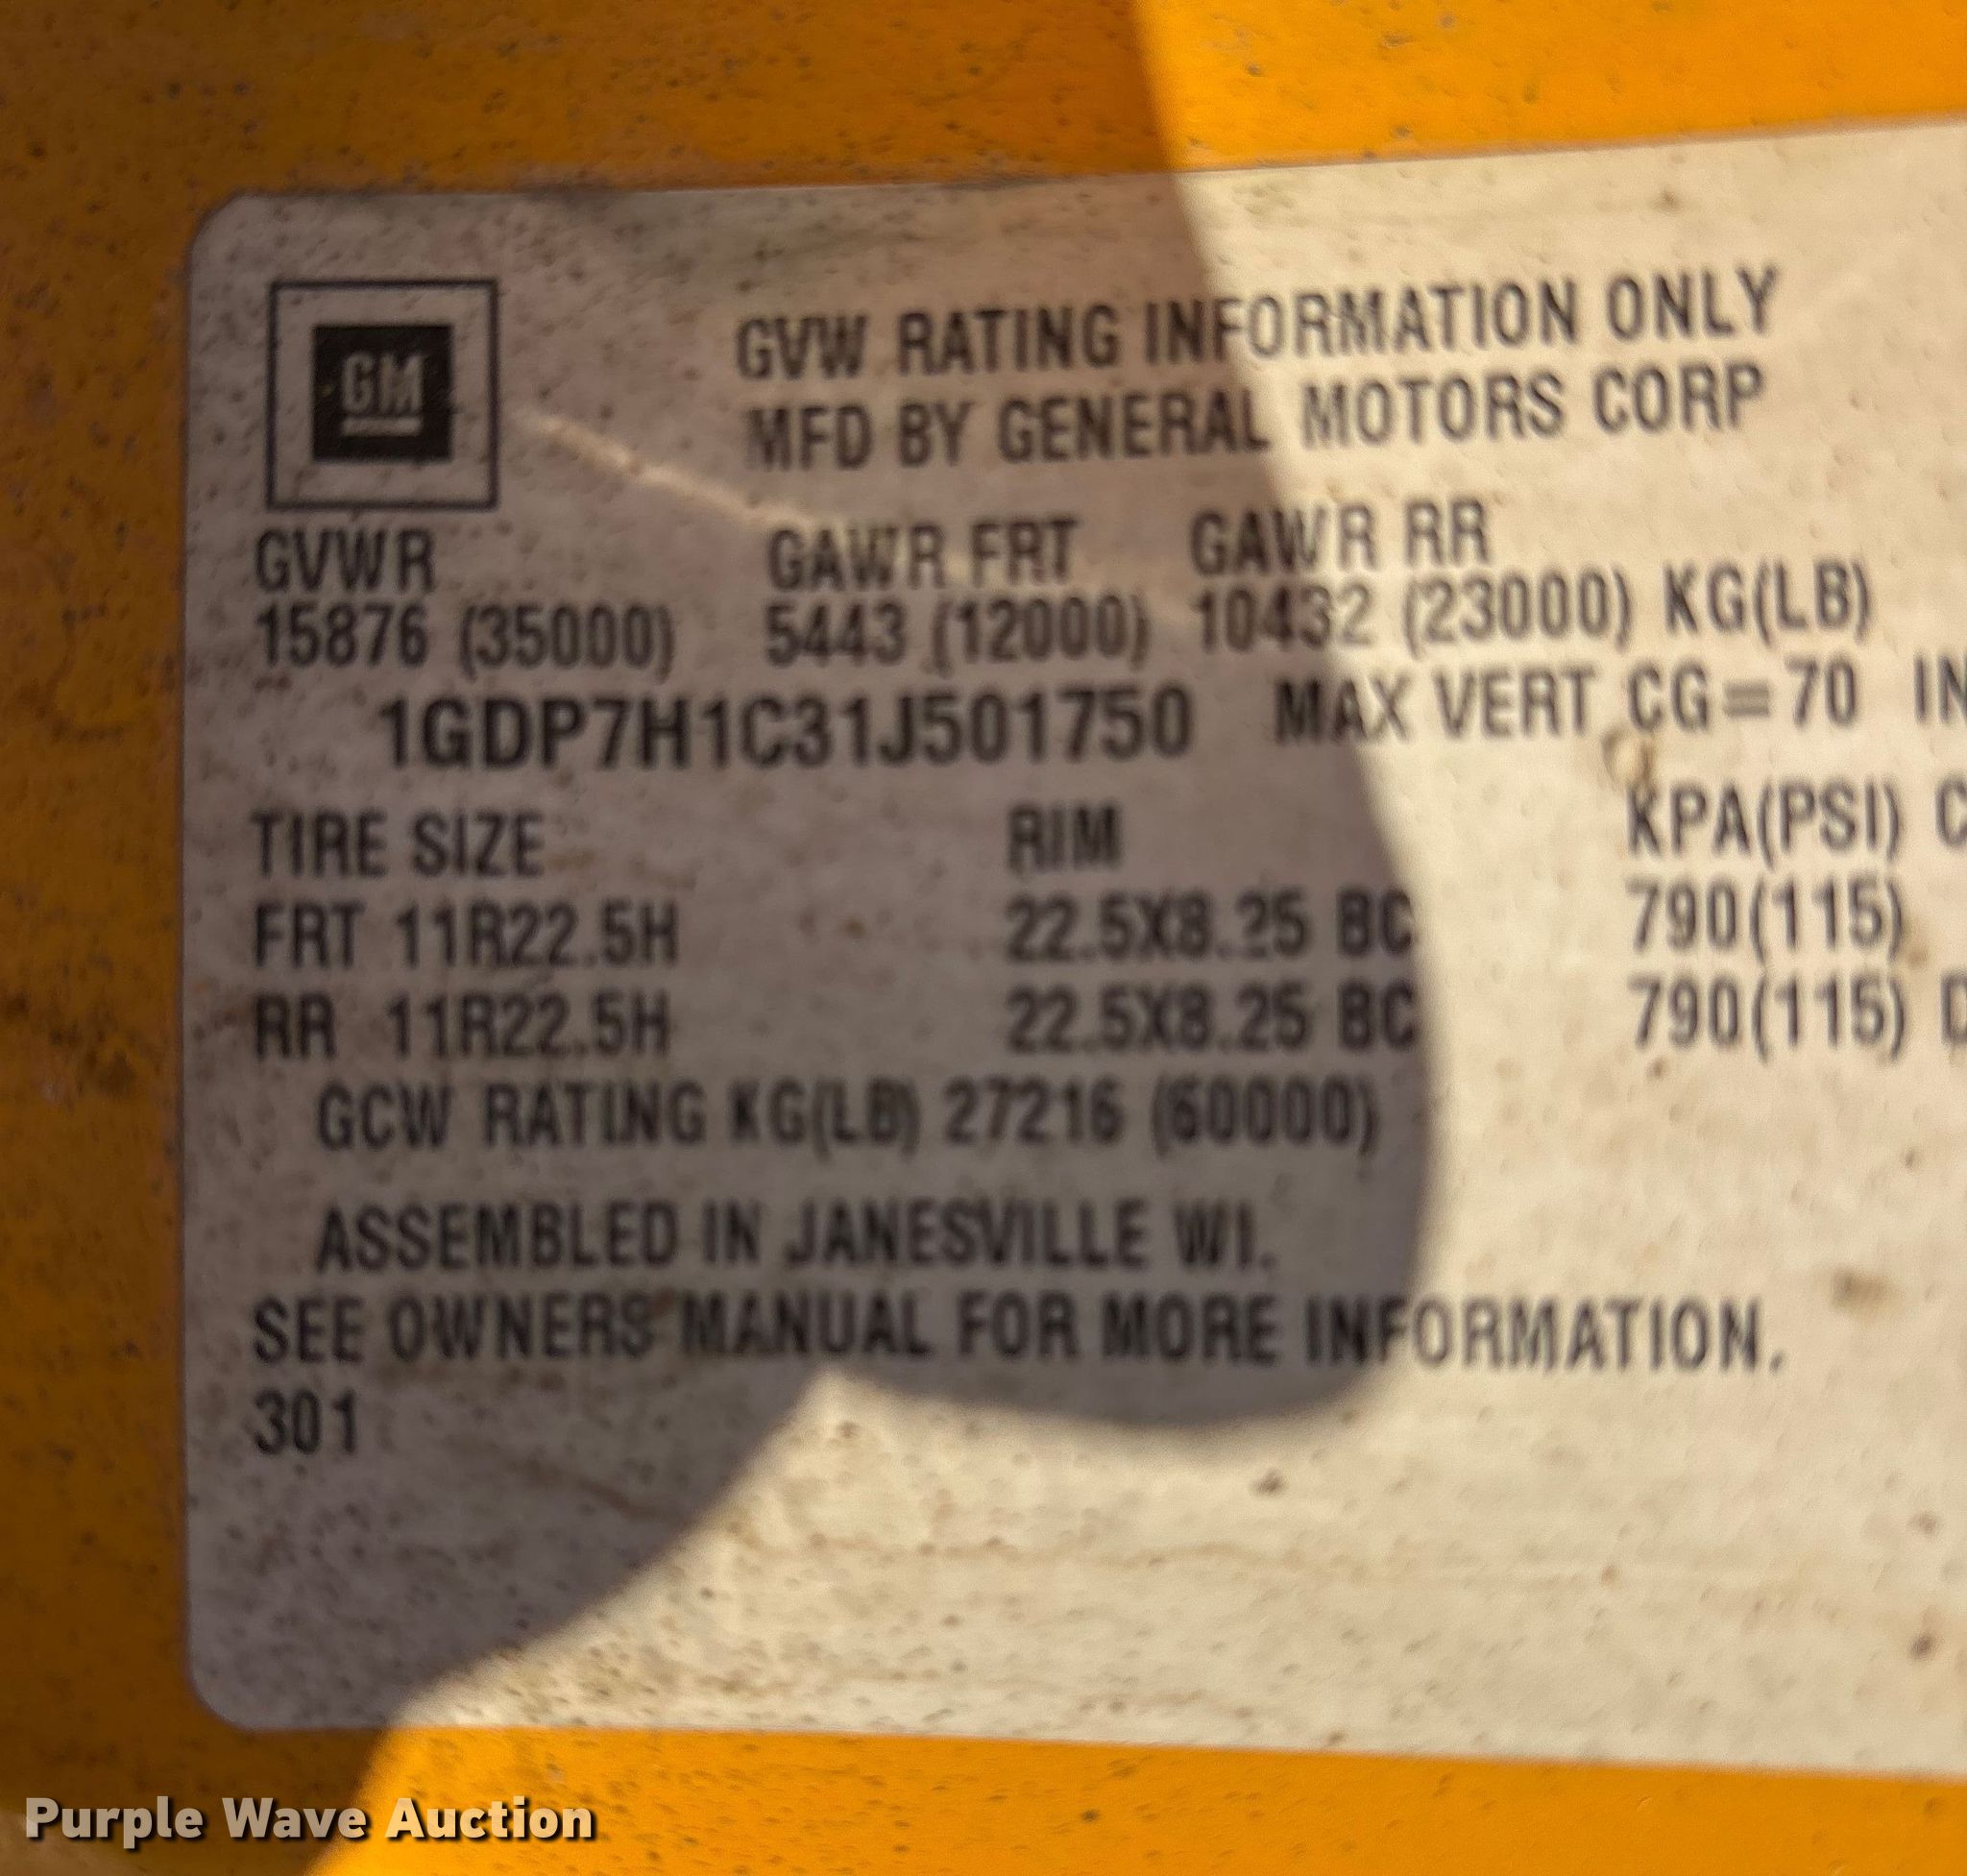 GM
GVW RATING INFORMATION ONLY
MFD BY GENERAL MOTORS CORP
GVWR GAWR FRT GAWR RR
15876 (35000) 5443 (12000) 10432 (23000) KG(LB)
1GDP7H1C31J501750 MAX VERT CG=70 IN
TIRE SIZE RIM KPA(PSI) C
FRT 11R22.5H 22.5X8.25 BC 790(115)
RR 11R22.5H 22.5X8.25 BC 790(115) D
GCW RATING KG(LB) 27216 (60000)
ASSEMBLED IN JANESVILLE WI.
SEE OWNERS MANUAL FOR MORE INFORMATION.
301
Purple Wave Auction